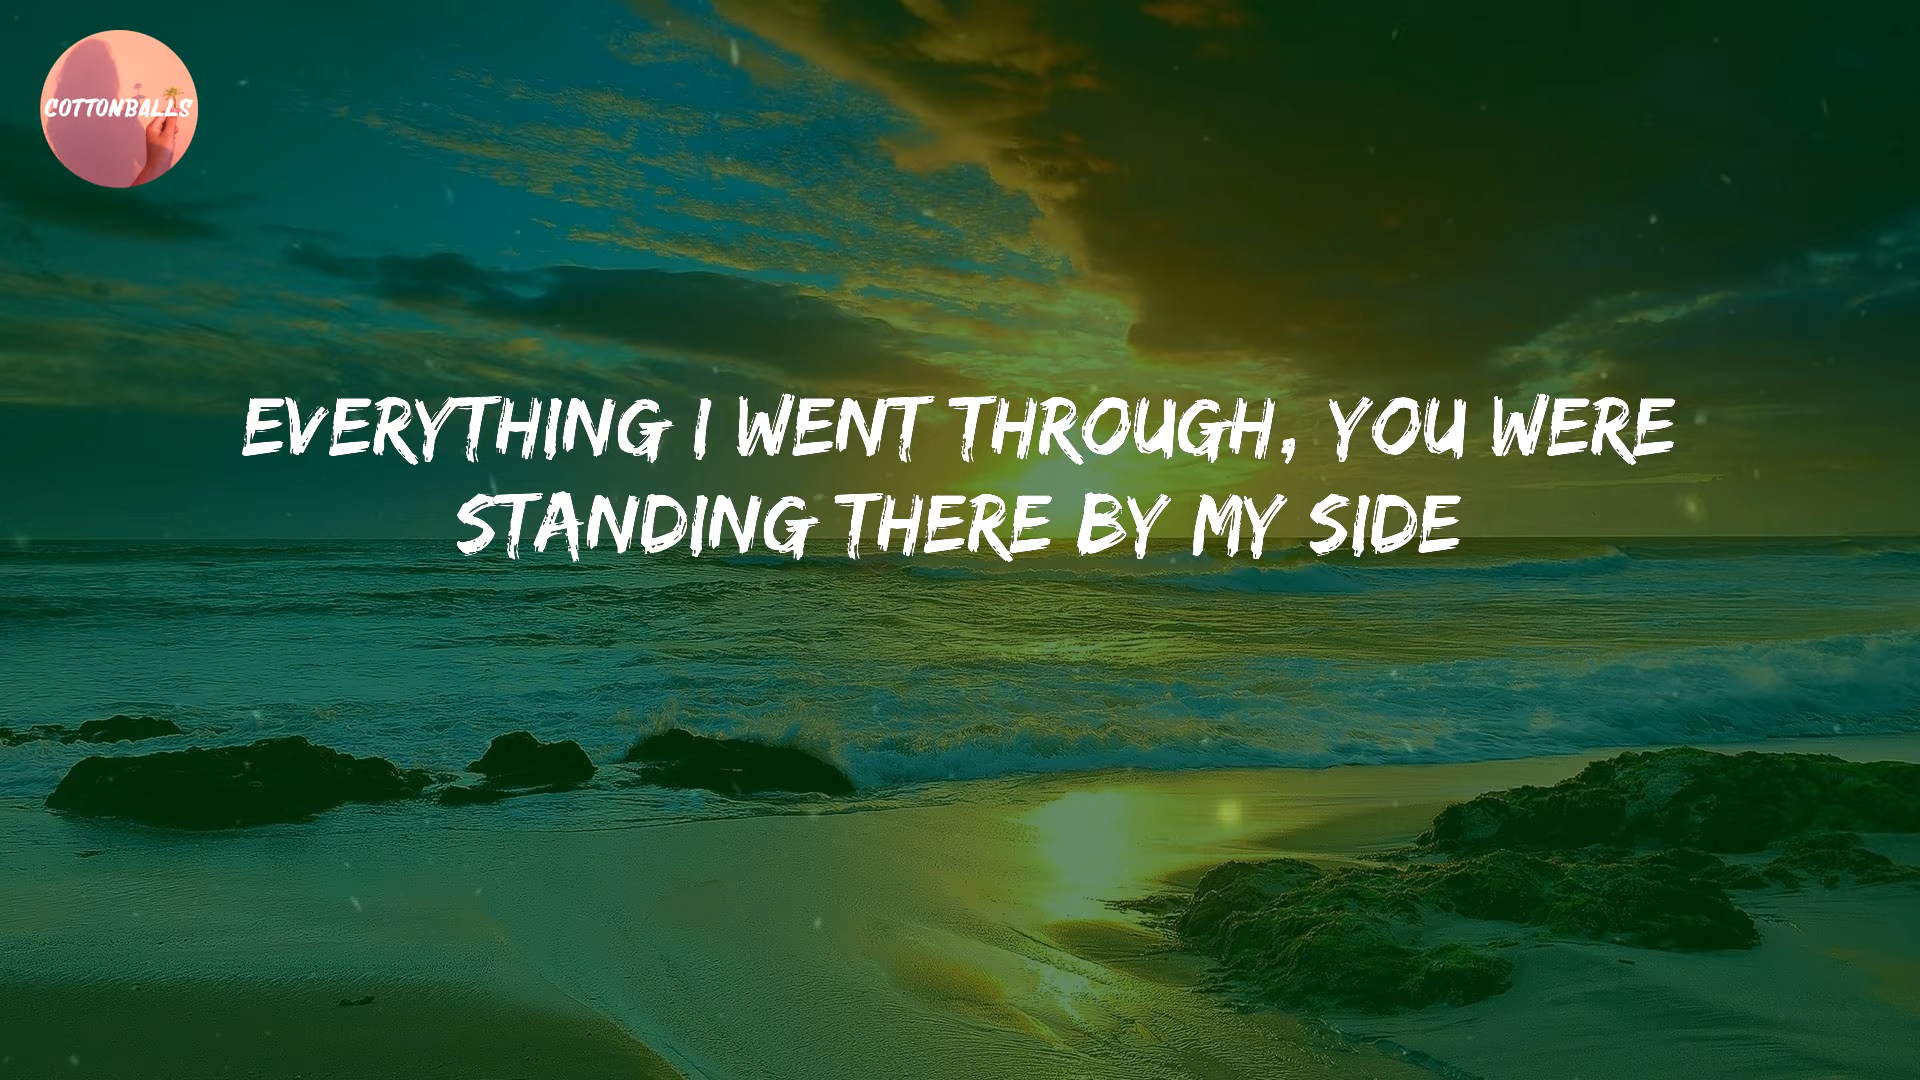 COTTONBALLS
EVERYTHING I WENT THROUGH, YOU WERE
STANDING THERE BY MY SIDE